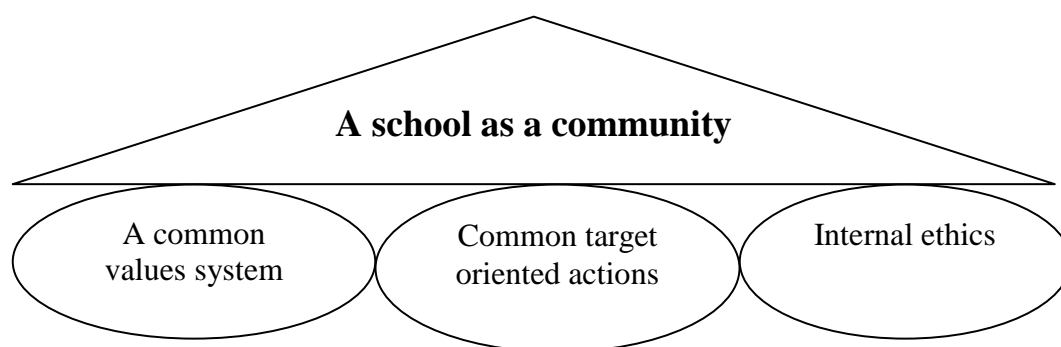 A school as a community
A common
values system
Common target
oriented actions
Internal ethics